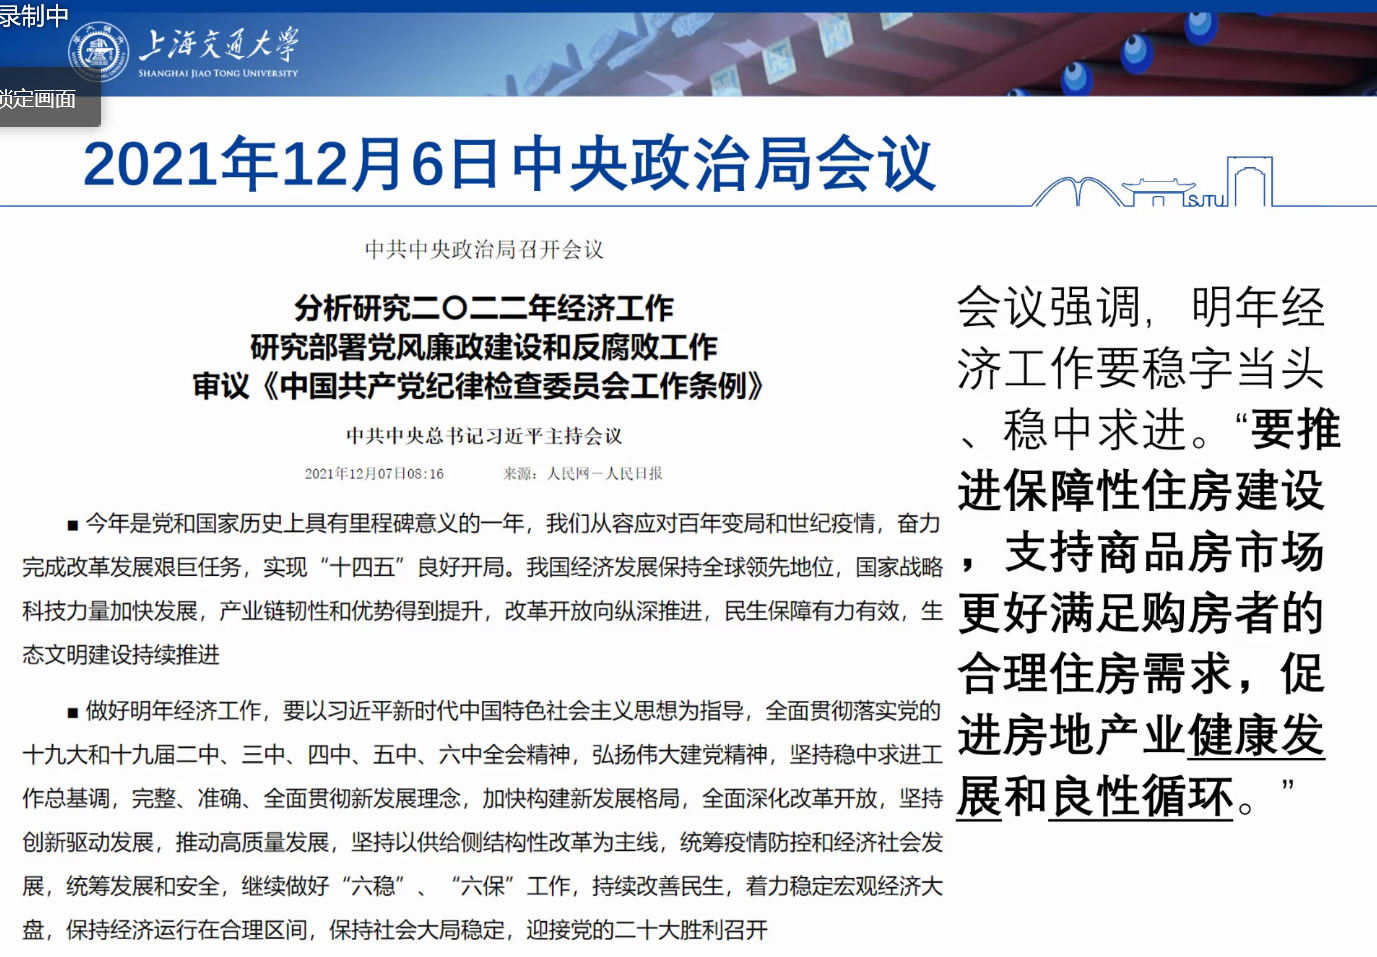 录制中
上海交通大学
SHANGHAI JIAO TONG UNIVERSITY
锁定画面
2021年12月6日中央政治局会议
SJTU
中共中央政治局召开会议
分析研究二〇二二年经济工作
研究部署党风廉政建设和反腐败工作
审议《中国共产党纪律检查委员会工作条例》
中共中央总书记习近平主持会议
2021年12月07日08:16 来源：人民网－人民日报
■ 今年是党和国家历史上具有里程碑意义的一年，我们从容应对百年变局和世纪疫情，奋力
完成改革发展艰巨任务，实现“十四五”良好开局。我国经济发展保持全球领先地位，国家战略
科技力量加快发展，产业链韧性和优势得到提升，改革开放向纵深推进，民生保障有力有效，生
态文明建设持续推进
■ 做好明年经济工作，要以习近平新时代中国特色社会主义思想为指导，全面贯彻落实党的
十九大和十九届二中、三中、四中、五中、六中全会精神，弘扬伟大建党精神，坚持稳中求进工
作总基调，完整、准确、全面贯彻新发展理念，加快构建新发展格局，全面深化改革开放，坚持
创新驱动发展，推动高质量发展，坚持以供给侧结构性改革为主线，统筹疫情防控和经济社会发
展，统筹发展和安全，继续做好“六稳”、“六保”工作，持续改善民生，着力稳定宏观经济大
盘，保持经济运行在合理区间，保持社会大局稳定，迎接党的二十大胜利召开
会议强调，明年经
济工作要稳字当头
、稳中求进。“要推
进保障性住房建设
，支持商品房市场
更好满足购房者的
合理住房需求，促
进房地产业健康发
展和良性循环。”